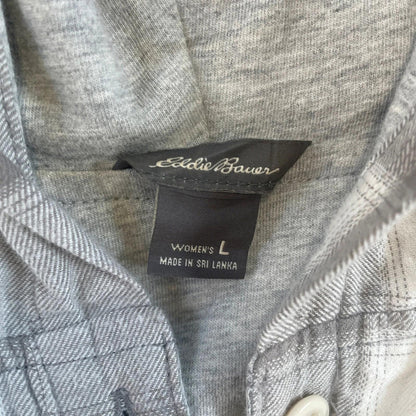 Eddie Bauer
WOMEN'S L
MADE IN SRI LANKA